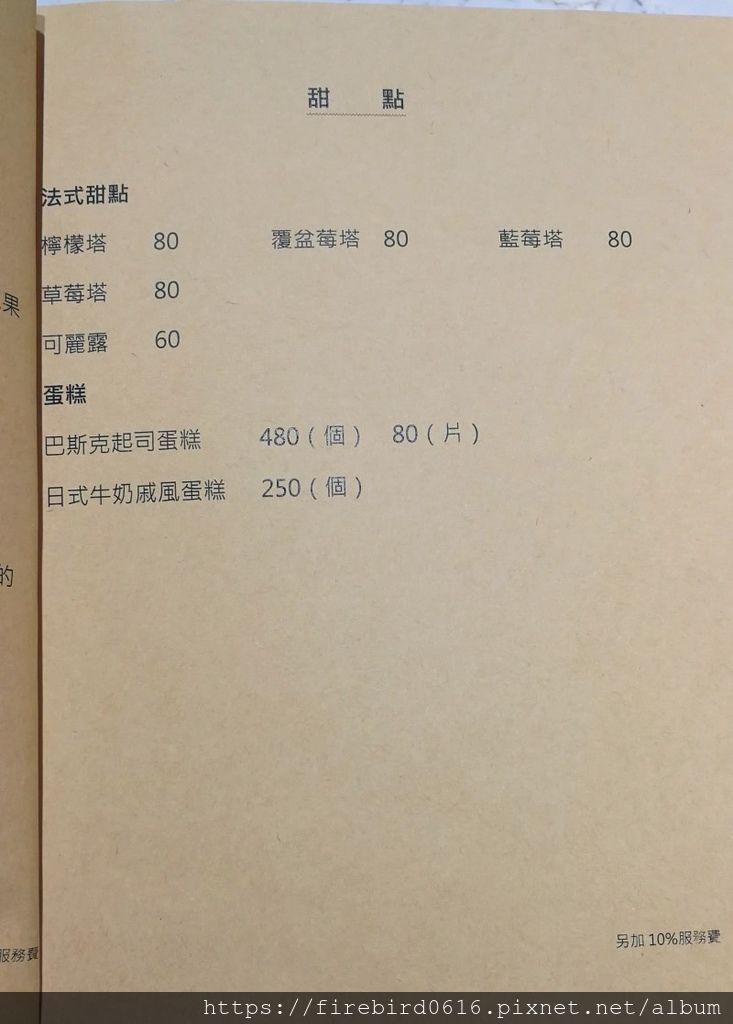 甜 點
法式甜點
檸檬塔 80 覆盆莓塔 80 藍莓塔 80
草莓塔 80
可麗露 60
蛋糕
巴斯克起司蛋糕 480（個） 80（片）
日式牛奶戚風蛋糕 250（個）
果
的
服務費
另加 10%服務費
https://firebird0616.pixnet.net/album